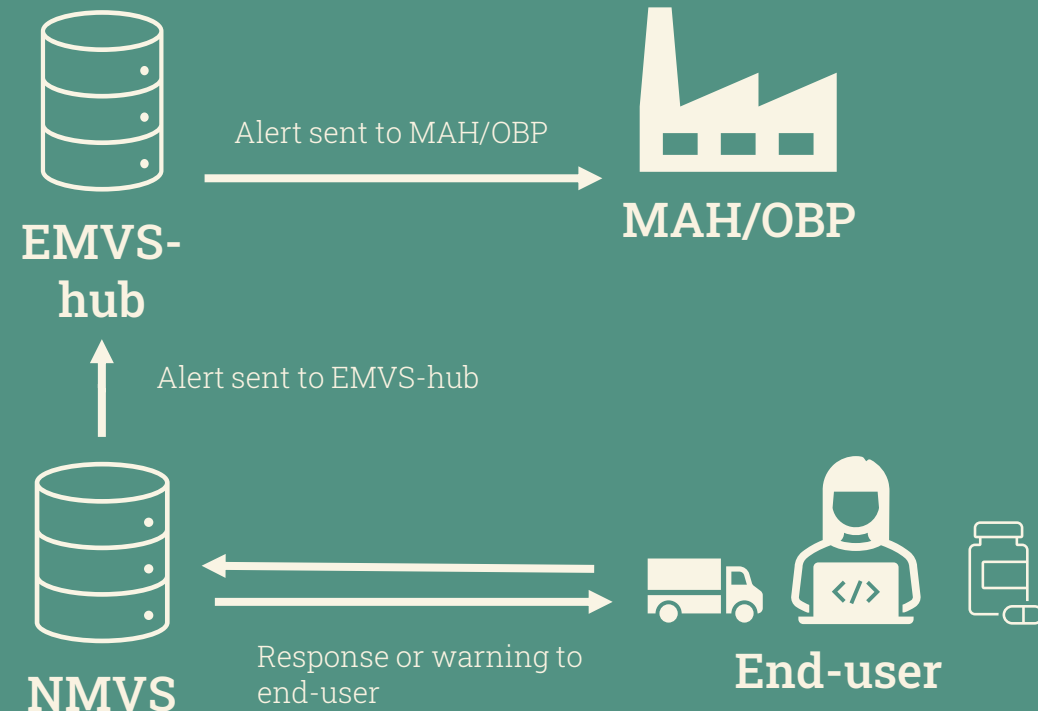 Alert sent to MAH/OBP
MAH/OBP
EMVS-
hub
Alert sent to EMVS-hub
</>
Response or warning to
end-user
End-user
NMVS